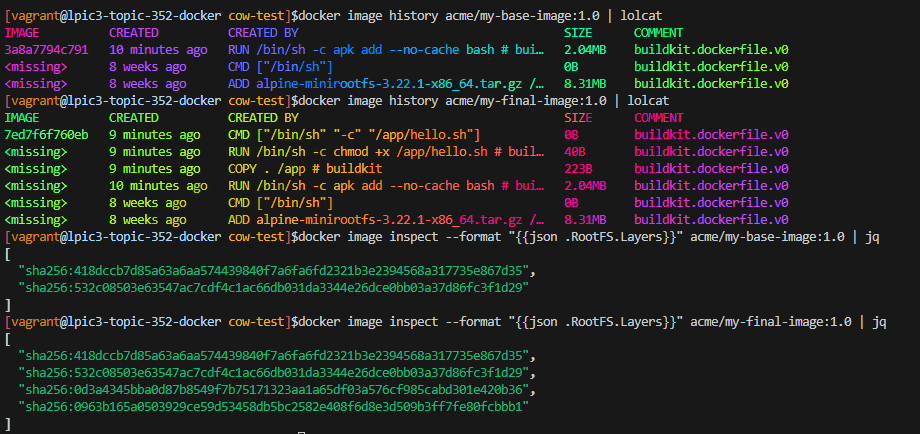 [vagrant@lpic3-topic-352-docker cow-test]$docker image history acme/my-base-image:1.0 | lolcat
IMAGE CREATED CREATED BY SIZE COMMENT
3a8a7794c791 10 minutes ago RUN /bin/sh -c apk add --no-cache bash # bui… 2.04MB buildkit.dockerfile.v0
<missing> 8 weeks ago CMD ["/bin/sh"] 0B buildkit.dockerfile.v0
<missing> 8 weeks ago ADD alpine-minirootfs-3.22.1-x86_64.tar.gz /… 8.31MB buildkit.dockerfile.v0
[vagrant@lpic3-topic-352-docker cow-test]$docker image history acme/my-final-image:1.0 | lolcat
IMAGE CREATED CREATED BY SIZE COMMENT
7ed7f6f760eb 9 minutes ago CMD ["/bin/sh" "-c" "/app/hello.sh"] 0B buildkit.dockerfile.v0
<missing> 9 minutes ago RUN /bin/sh -c chmod +x /app/hello.sh # buil… 40B buildkit.dockerfile.v0
<missing> 9 minutes ago COPY . /app # buildkit 223B buildkit.dockerfile.v0
<missing> 10 minutes ago RUN /bin/sh -c apk add --no-cache bash # bui… 2.04MB buildkit.dockerfile.v0
<missing> 8 weeks ago CMD ["/bin/sh"] 0B buildkit.dockerfile.v0
<missing> 8 weeks ago ADD alpine-minirootfs-3.22.1-x86_64.tar.gz /… 8.31MB buildkit.dockerfile.v0
[vagrant@lpic3-topic-352-docker cow-test]$docker image inspect --format "{{json .RootFS.Layers}}" acme/my-base-image:1.0 | jq
[
"sha256:418dccb7d85a63a6aa574439840f7a6fa6fd2321b3e2394568a317735e867d35",
"sha256:532c08503e63547ac7cdf4c1ac66db031da3344e26dce0bb03a37d86fc3f1d29"
]
[vagrant@lpic3-topic-352-docker cow-test]$docker image inspect --format "{{json .RootFS.Layers}}" acme/my-final-image:1.0 | jq
[
"sha256:418dccb7d85a63a6aa574439840f7a6fa6fd2321b3e2394568a317735e867d35",
"sha256:532c08503e63547ac7cdf4c1ac66db031da3344e26dce0bb03a37d86fc3f1d29",
"sha256:0d3a4345bba0d87b8549f7b75171323aa1a65df03a576cf985cabd301e420b36",
"sha256:0963b165a0503929ce59d53458db5bc2582e408f6d8e3d509b3ff7fe80fcbbb1"
]